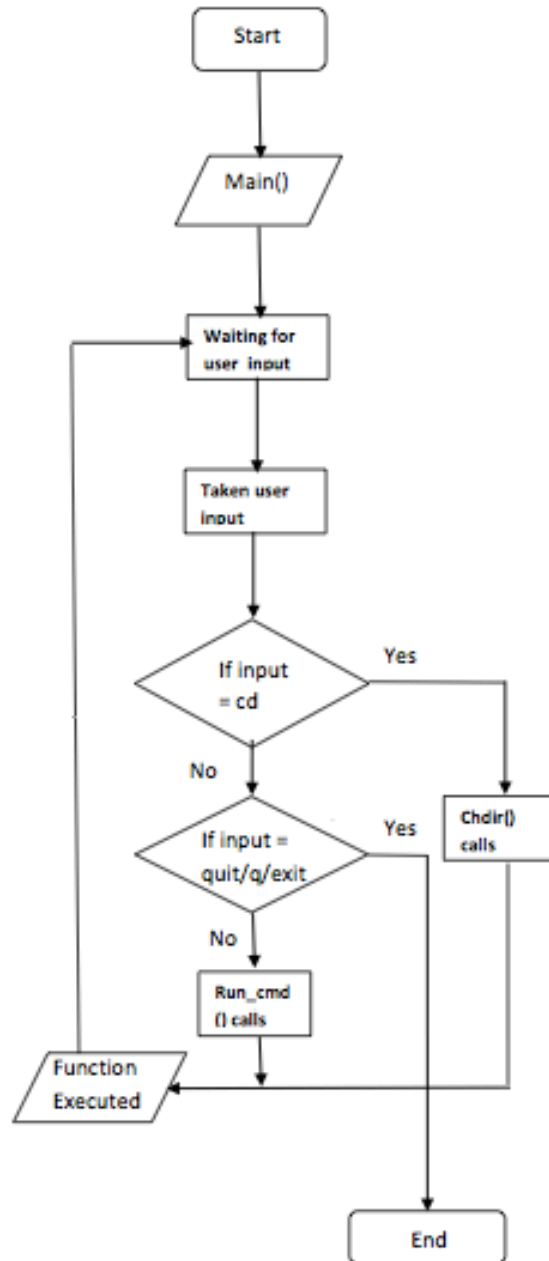 Start
Main()
Waiting for
user input
Taken user
input
If input
= cd
Yes
No
If input =
quit/q/exit
Yes
Chdir()
calls
No
Run_cmd
() calls
Function
Executed
End